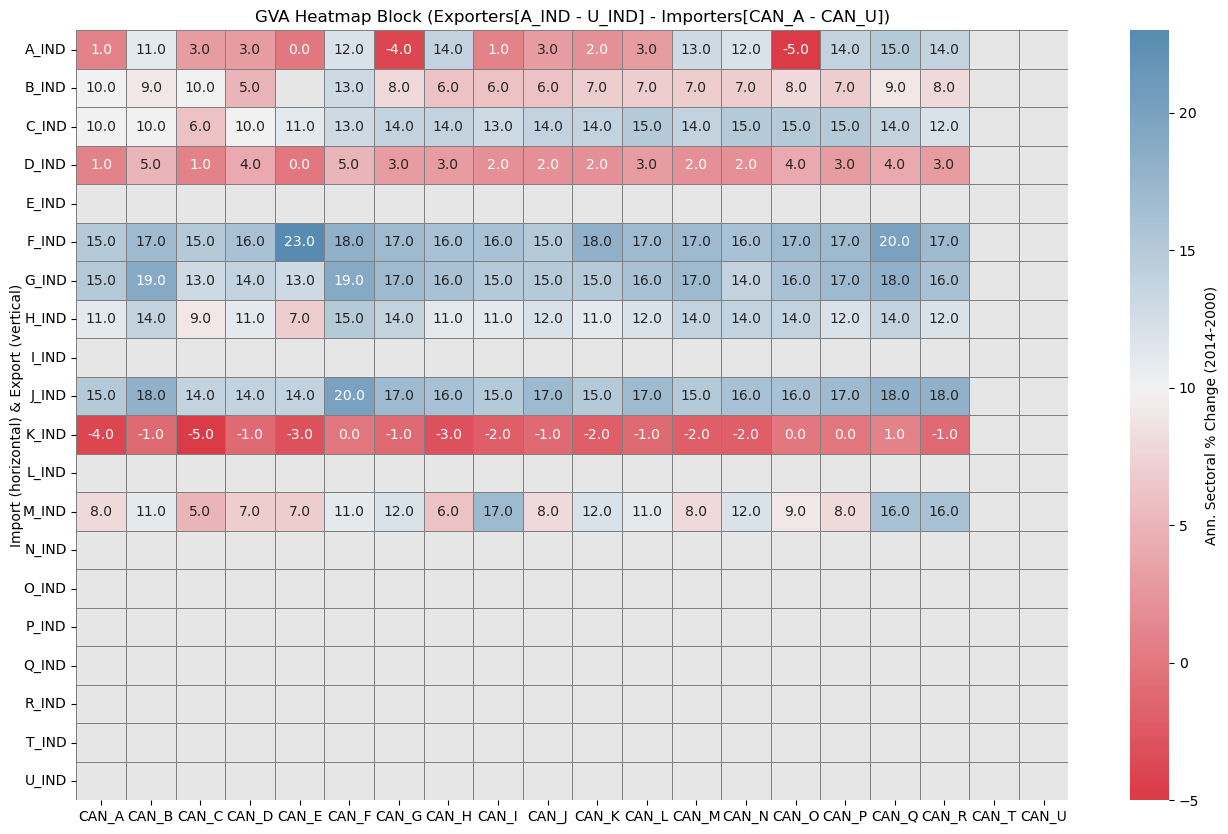 GVA Heatmap Block (Exporters[A_IND - U_IND] - Importers[CAN_A - CAN_U])
Import (horizontal) & Export (vertical)
A_IND 1.0 11.0 3.0 3.0 0.0 12.0 -4.0 14.0 1.0 3.0 2.0 3.0 13.0 12.0 -5.0 14.0 15.0 14.0
B_IND 10.0 9.0 10.0 5.0 13.0 8.0 6.0 6.0 6.0 7.0 7.0 7.0 7.0 8.0 7.0 9.0 8.0
C_IND 10.0 10.0 6.0 10.0 11.0 13.0 14.0 14.0 13.0 14.0 14.0 15.0 14.0 15.0 15.0 15.0 14.0 12.0
D_IND 1.0 5.0 1.0 4.0 0.0 5.0 3.0 3.0 2.0 2.0 2.0 3.0 2.0 2.0 4.0 3.0 4.0 3.0
E_IND
F_IND 15.0 17.0 15.0 16.0 23.0 18.0 17.0 16.0 16.0 15.0 18.0 17.0 17.0 16.0 17.0 17.0 20.0 17.0
G_IND 15.0 19.0 13.0 14.0 13.0 19.0 17.0 16.0 15.0 15.0 15.0 16.0 17.0 14.0 16.0 17.0 18.0 16.0
H_IND 11.0 14.0 9.0 11.0 7.0 15.0 14.0 11.0 11.0 12.0 11.0 12.0 14.0 14.0 14.0 12.0 14.0 12.0
I_IND
J_IND 15.0 18.0 14.0 14.0 14.0 20.0 17.0 16.0 15.0 17.0 15.0 17.0 15.0 16.0 16.0 17.0 18.0 18.0
K_IND -4.0 -1.0 -5.0 -1.0 -3.0 0.0 -1.0 -3.0 -2.0 -1.0 -2.0 -1.0 -2.0 -2.0 0.0 0.0 1.0 -1.0
L_IND
M_IND 8.0 11.0 5.0 7.0 7.0 11.0 12.0 6.0 17.0 8.0 12.0 11.0 8.0 12.0 9.0 8.0 16.0 16.0
N_IND
O_IND
P_IND
Q_IND
R_IND
T_IND
U_IND
CAN_A CAN_B CAN_C CAN_D CAN_E CAN_F CAN_G CAN_H CAN_I CAN_J CAN_K CAN_L CAN_M CAN_N CAN_O CAN_P CAN_Q CAN_R CAN_T CAN_U
20
15
10
5
0
−5
Ann. Sectoral % Change (2014-2000)